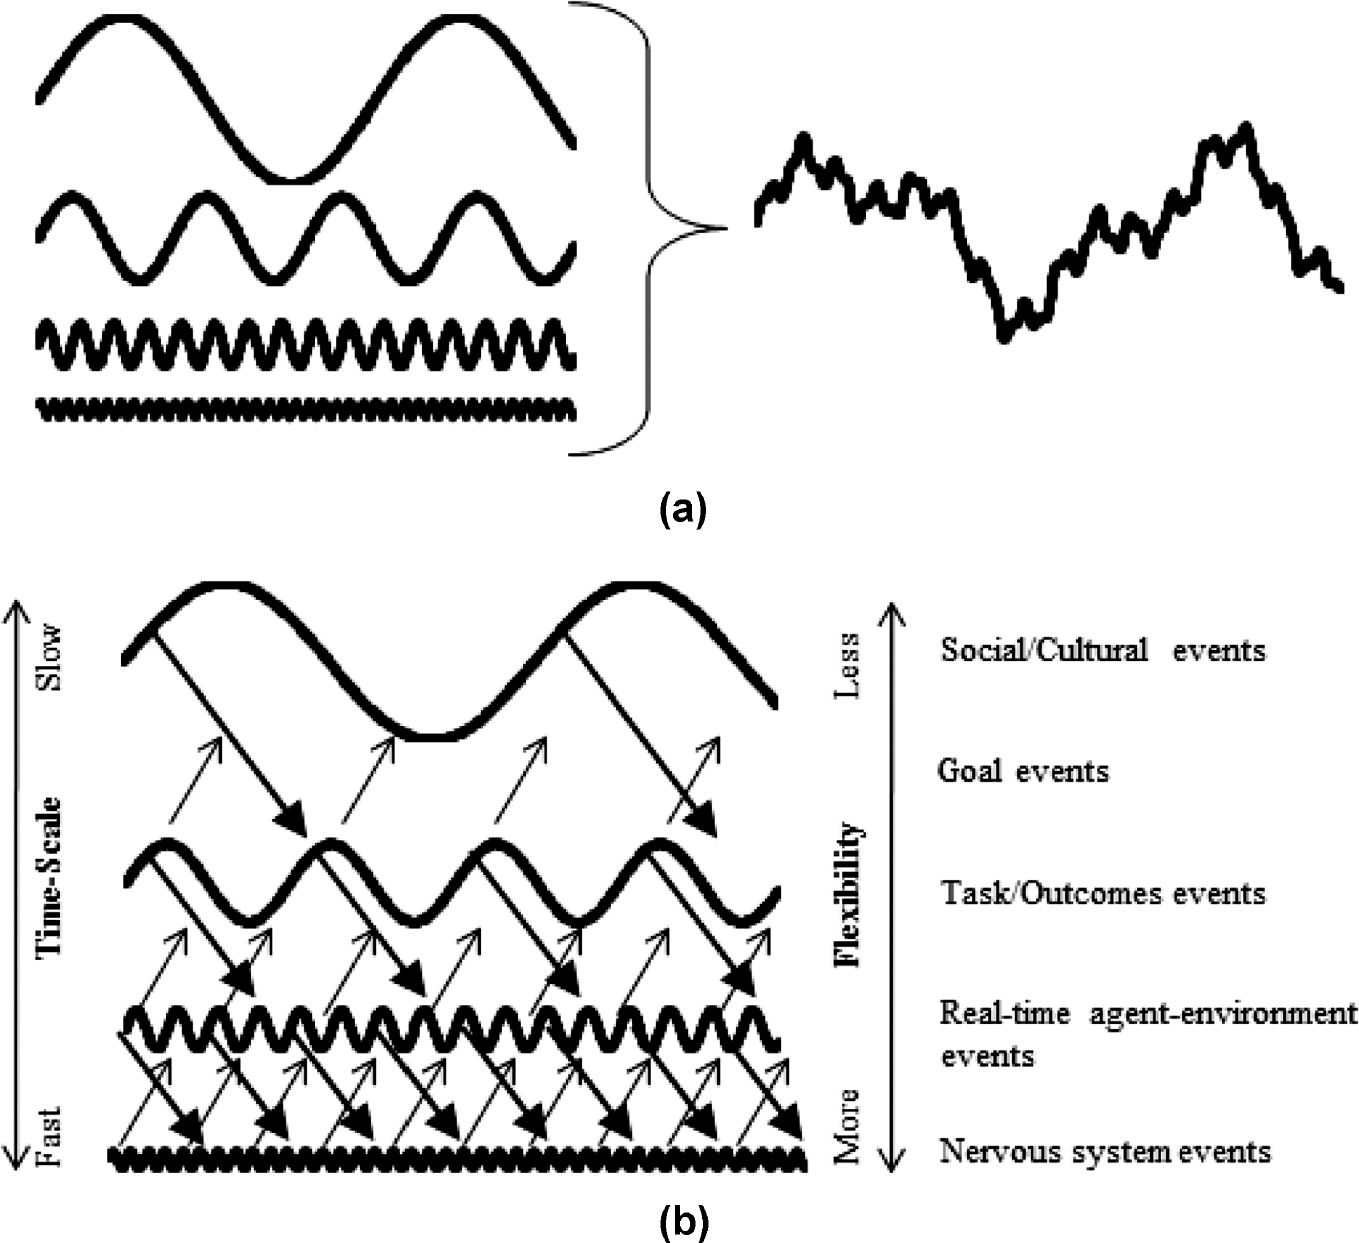 (a)
Slow
Time-Scale
Fast
Less
Flexibility
More
Social/Cultural events
Goal events
Task/Outcomes events
Real-time agent-environment
events
Nervous system events
(b)